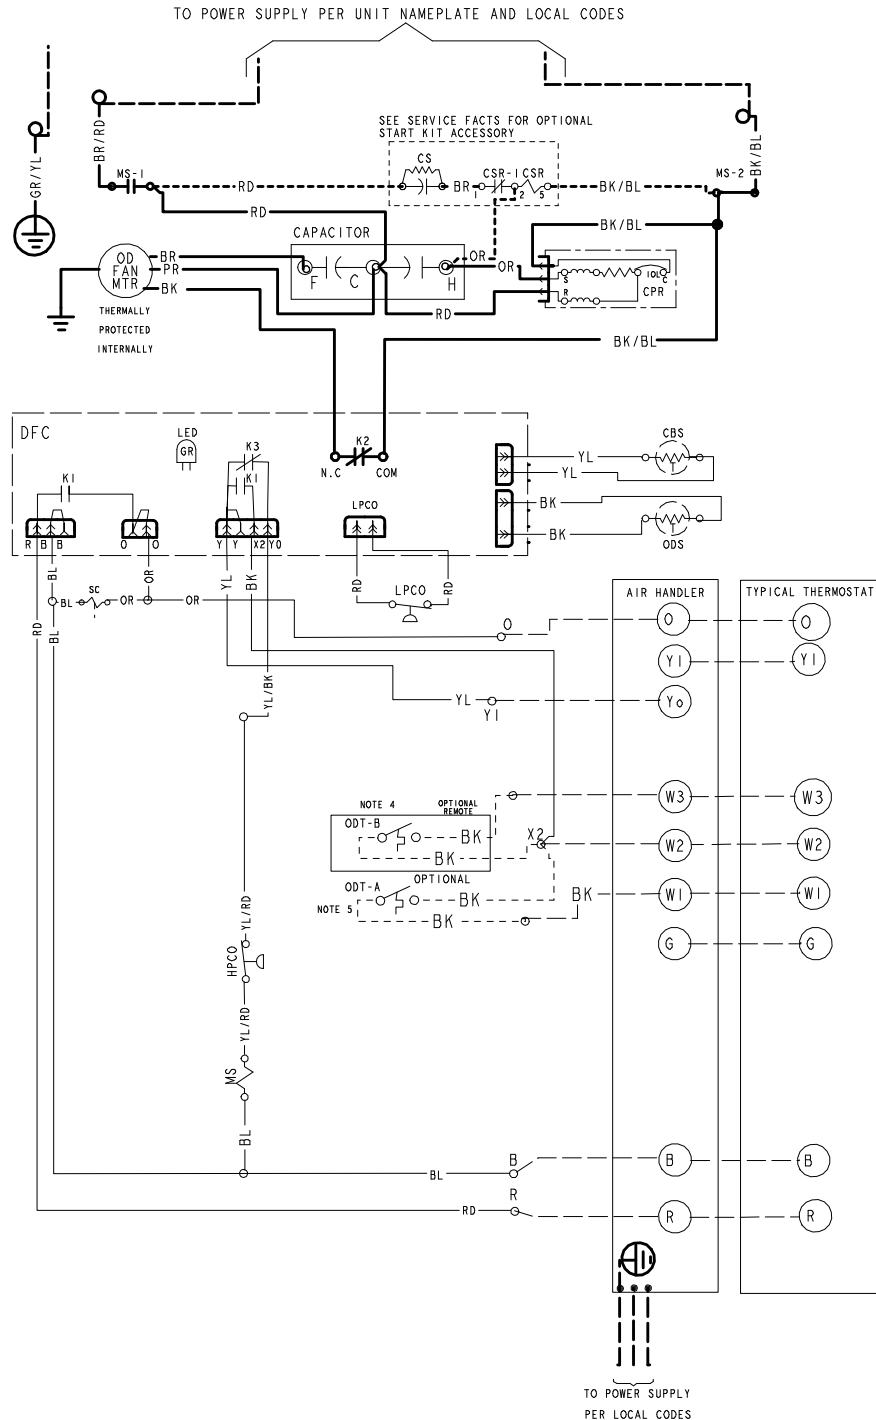 TO POWER SUPPLY PER UNIT NAMEPLATE AND LOCAL CODES
SEE SERVICE FACTS FOR OPTIONAL
START KIT ACCESSORY
BR/RD
GR/YL
BK/BL
MS-1
RD
CS
BR
CSR-1
CSR
1
2
5
BK/BL
MS-2
RD
BK/BL
CAPACITOR
OR
OR
OD
FAN
MTR
BR
PR
BK
F
C
H
S
R
IOL
C
CPR
RD
THERMALLY
PROTECTED
INTERNALLY
BK/BL
DFC
LED
GR
K3
K1
K2
N.C
COM
K1
CBS
YL
YL
T
BK
BK
T
ODS
LPCO
R B B
O O
Y Y X2 YO
BL
OR
YL
BK
RD
RD
LPCO
BL
SC
OR
OR
RD
BL
AIR HANDLER
TYPICAL THERMOSTAT
O
O
O
Y1
Y1
YL/BK
YL
Y1
Yo
NOTE 4
OPTIONAL
REMOTE
ODT-B
BK
BK
X2
W3
W3
W2
W2
ODT-A
OPTIONAL
BK
NOTE 5
BK
BK
W1
W1
G
G
YL/RD
HPCO
YL/RD
MS
BL
BL
B
B
B
RD
R
R
R
TO POWER SUPPLY
PER LOCAL CODES